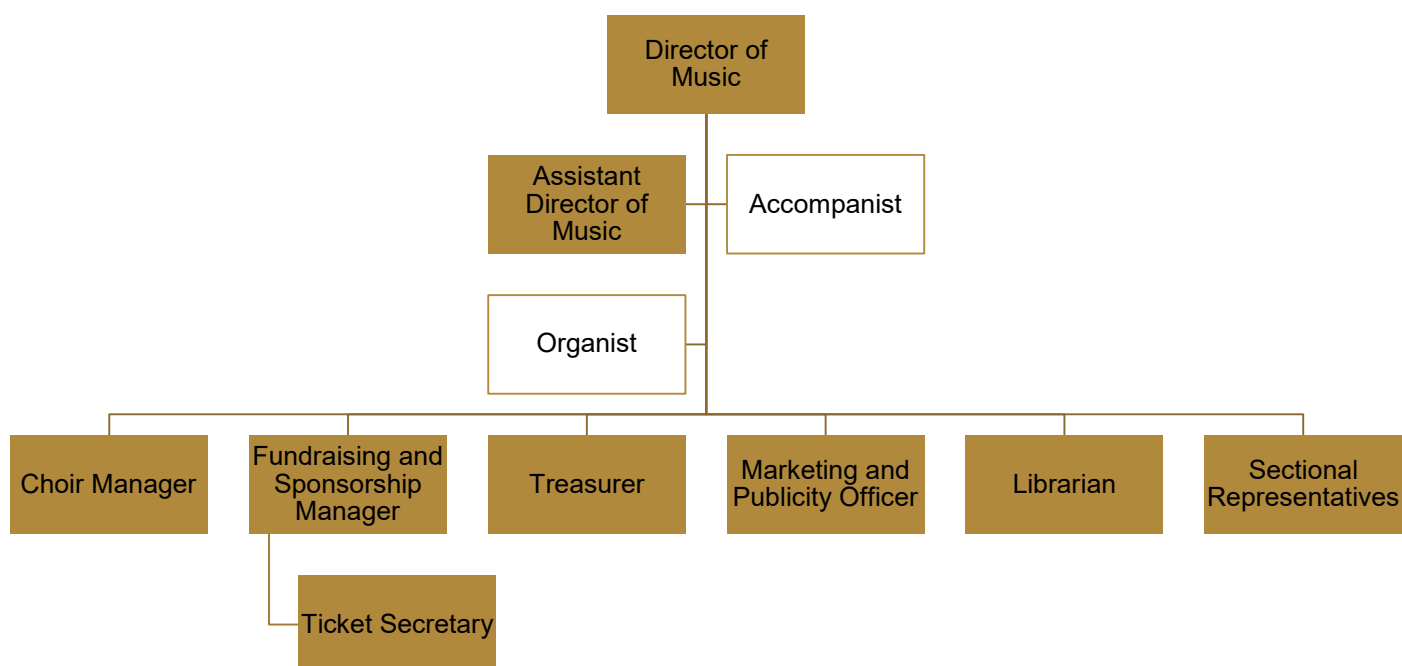 Director of
Music
Assistant
Director of
Music
Accompanist
Organist
Choir Manager
Fundraising and
Sponsorship
Manager
Treasurer
Marketing and
Publicity Officer
Librarian
Sectional
Representatives
Ticket Secretary